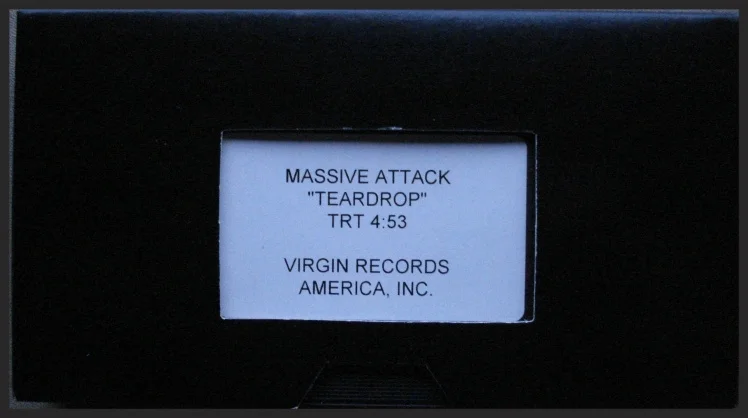 MASSIVE ATTACK
"TEARDROP"
TRT 4:53
VIRGIN RECORDS
AMERICA, INC.